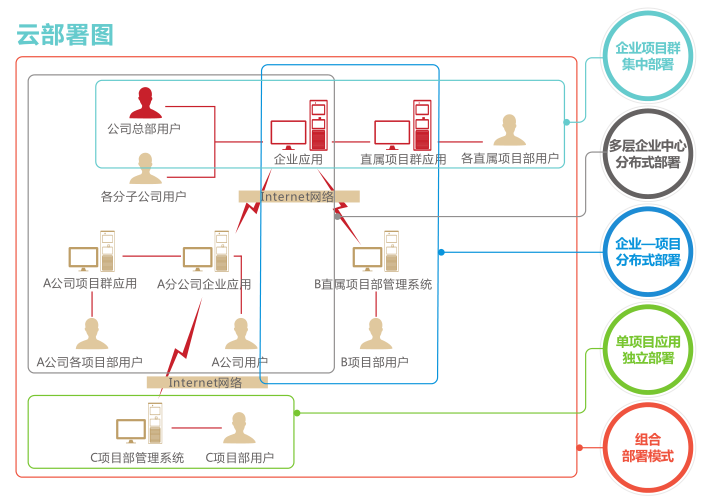 云部署图
企业项目群
集中部署
公司总部用户
企业应用
直属项目群应用
各直属项目部用户
多层企业中心
分布式部署
各分子公司用户
Internet网络
企业—项目
分布式部署
A公司项目群应用
A分公司企业应用
B直属项目部管理系统
单项目应用
独立部署
A公司各项目部用户
A公司用户
B项目部用户
Internet网络
组合
部署模式
C项目部管理系统
C项目部用户